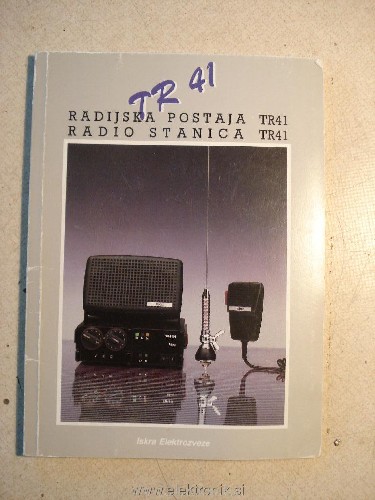 TR 41
RADIJSKA POSTAJA TR41
RADIO STANICA TR41
Iskra Elektrozveze
www.elektronik.si